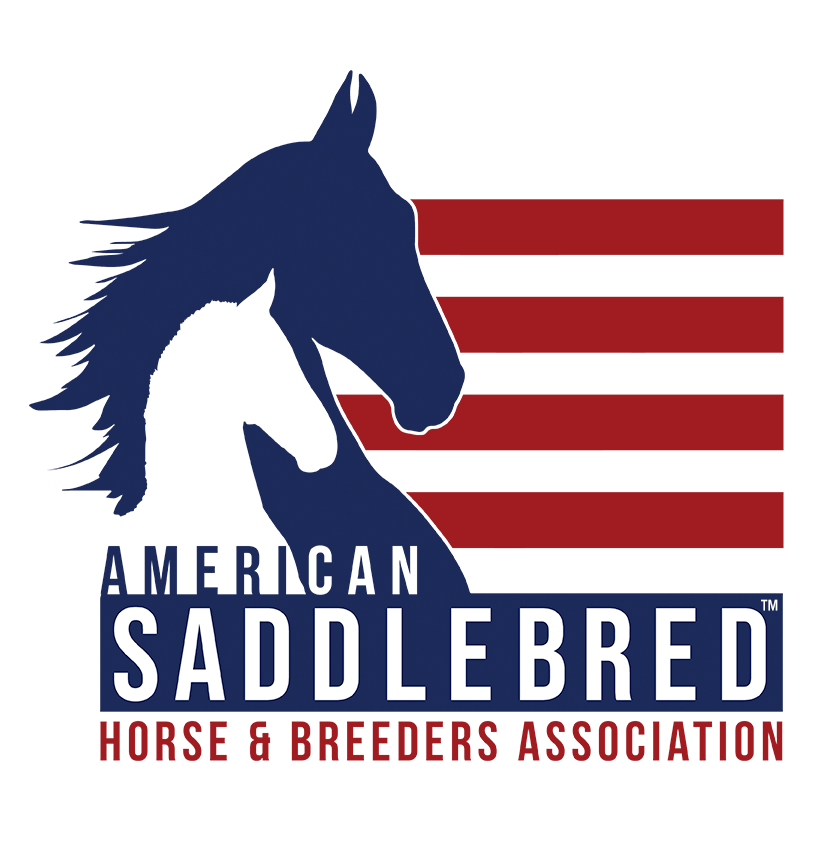 AMERICAN
SADDLEBRED™
HORSE & BREEDERS ASSOCIATION